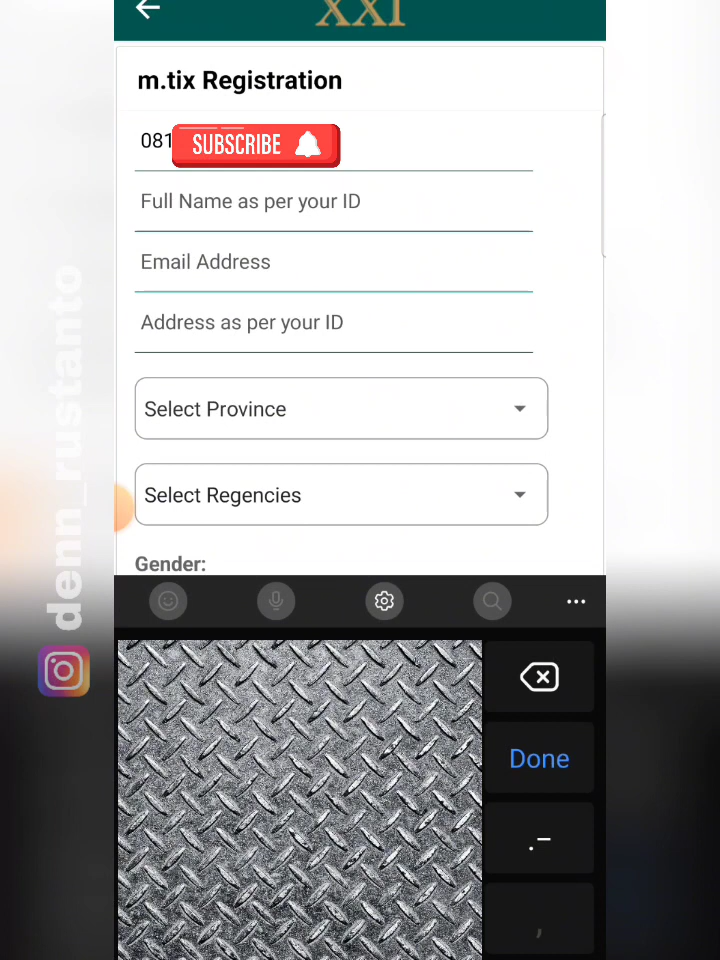 XXI
m.tix Registration
081
SUBSCRIBE
Full Name as per your ID
Email Address
Address as per your ID
Select Province
Select Regencies
Gender:
Done
.–
,
denn_rustanto